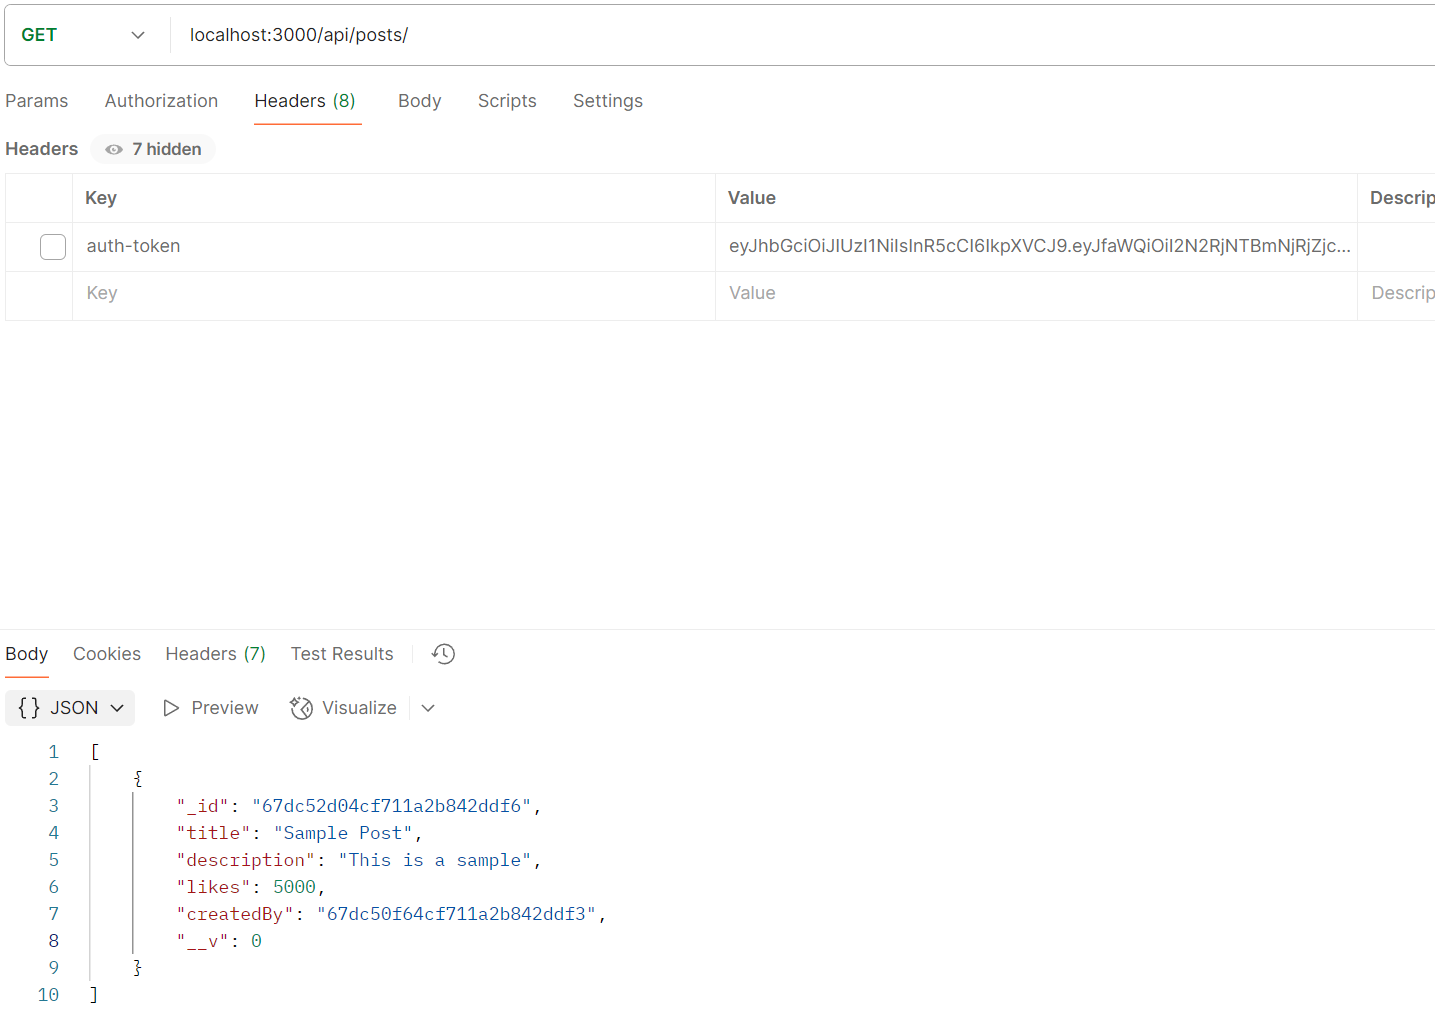 GET localhost:3000/api/posts/
Params Authorization Headers (8) Body Scripts Settings
Headers 7 hidden
Key Value Descrip
auth-token eyJhbGciOiJIUzI1NiIsInR5cCI6IkpXVCJ9.eyJfaWQiOiI2N2RjNTBmNjRjZjc...
Key Value Descrip
Body Cookies Headers (7) Test Results
{} JSON Preview Visualize
1 [
2 {
3 "_id": "67dc52d04cf711a2b842ddf6",
4 "title": "Sample Post",
5 "description": "This is a sample",
6 "likes": 5000,
7 "createdBy": "67dc50f64cf711a2b842ddf3",
8 "__v": 0
9 }
10 ]